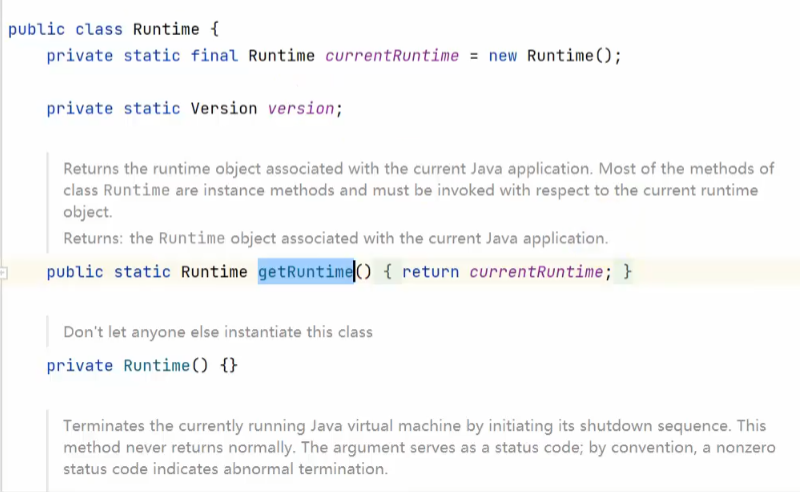 public class Runtime {
private static final Runtime currentRuntime = new Runtime();
private static Version version;
Returns the runtime object associated with the current Java application. Most of the methods of
class Runtime are instance methods and must be invoked with respect to the current runtime
object.
Returns: the Runtime object associated with the current Java application.
public static Runtime getRuntime() { return currentRuntime; }
Don't let anyone else instantiate this class
private Runtime() {}
Terminates the currently running Java virtual machine by initiating its shutdown sequence. This
method never returns normally. The argument serves as a status code; by convention, a nonzero
status code indicates abnormal termination.